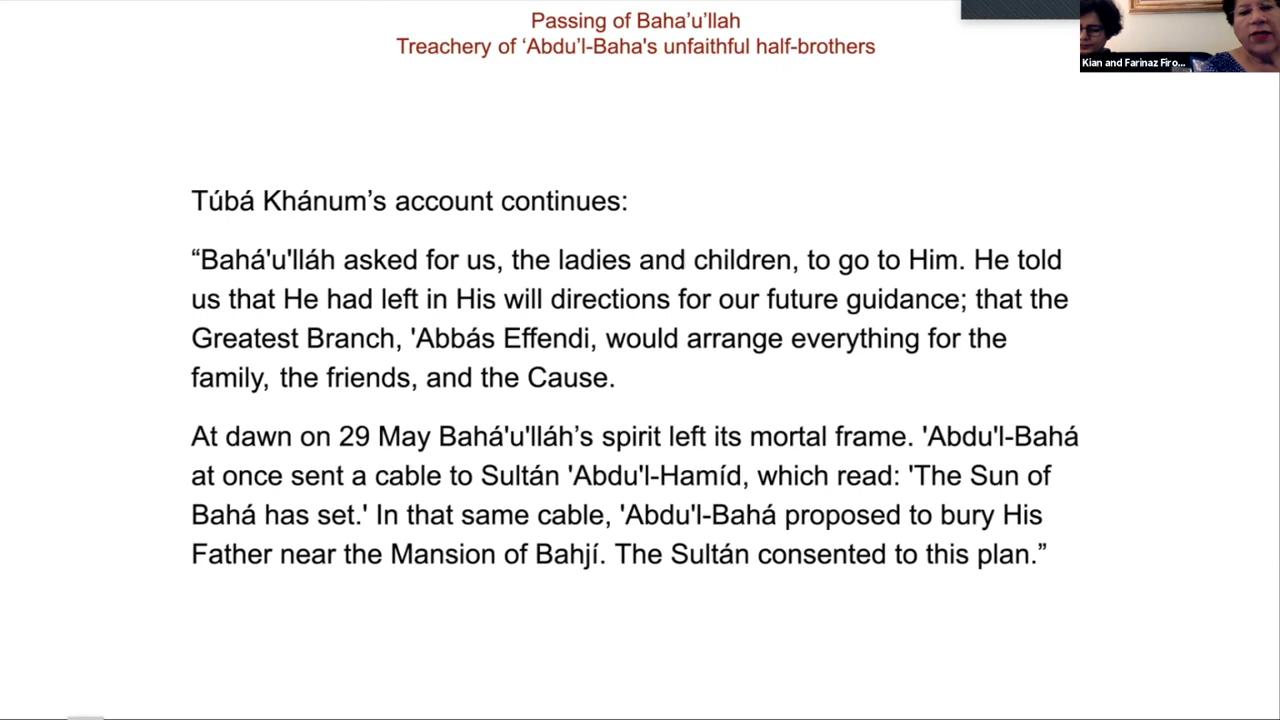 Passing of Baha’u’llah
Treachery of ‘Abdu’l-Baha's unfaithful half-brothers
Kian and Farinaz Firo...
Túbá Khánum’s account continues:
“Bahá'u'lláh asked for us, the ladies and children, to go to Him. He told
us that He had left in His will directions for our future guidance; that the
Greatest Branch, 'Abbás Effendi, would arrange everything for the
family, the friends, and the Cause.
At dawn on 29 May Bahá'u'lláh’s spirit left its mortal frame. 'Abdu'l-Bahá
at once sent a cable to Sultán 'Abdu'l-Hamíd, which read: 'The Sun of
Bahá has set.' In that same cable, 'Abdu'l-Bahá proposed to bury His
Father near the Mansion of Bahjí. The Sultán consented to this plan.”